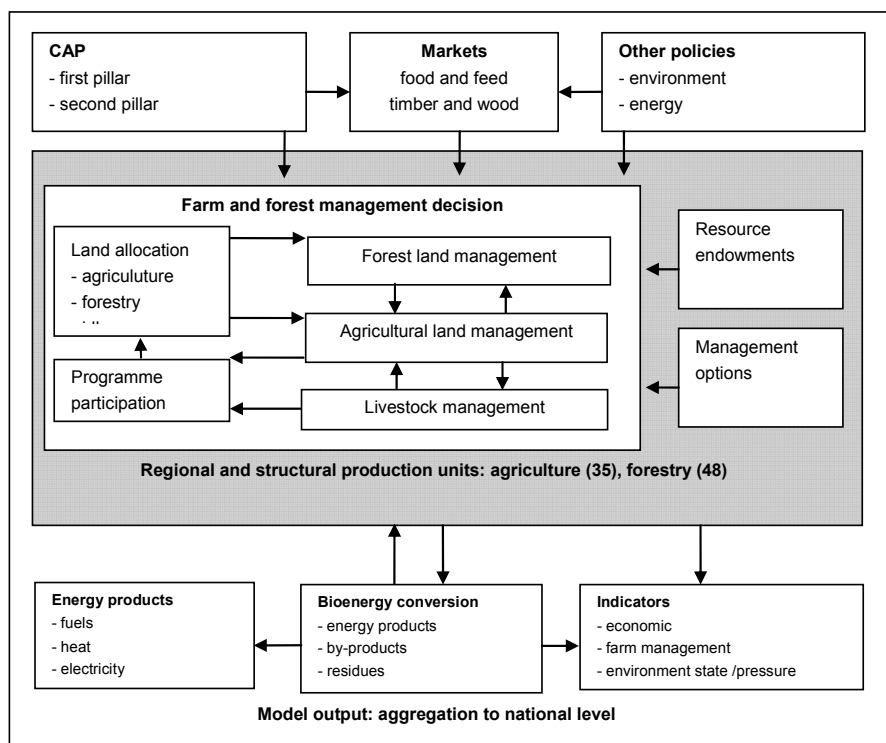 CAP
- first pillar
- second pillar
Markets
food and feed
timber and wood
Other policies
- environment
- energy
Farm and forest management decision
Land allocation
- agriculuture
- forestry
Forest land management
Agricultural land management
Programme
participation
Livestock management
Resource
endowments
Management
options
Regional and structural production units: agriculture (35), forestry (48)
Energy products
- fuels
- heat
- electricity
Bioenergy conversion
- energy products
- by-products
- residues
Indicators
- economic
- farm management
- environment state /pressure
Model output: aggregation to national level